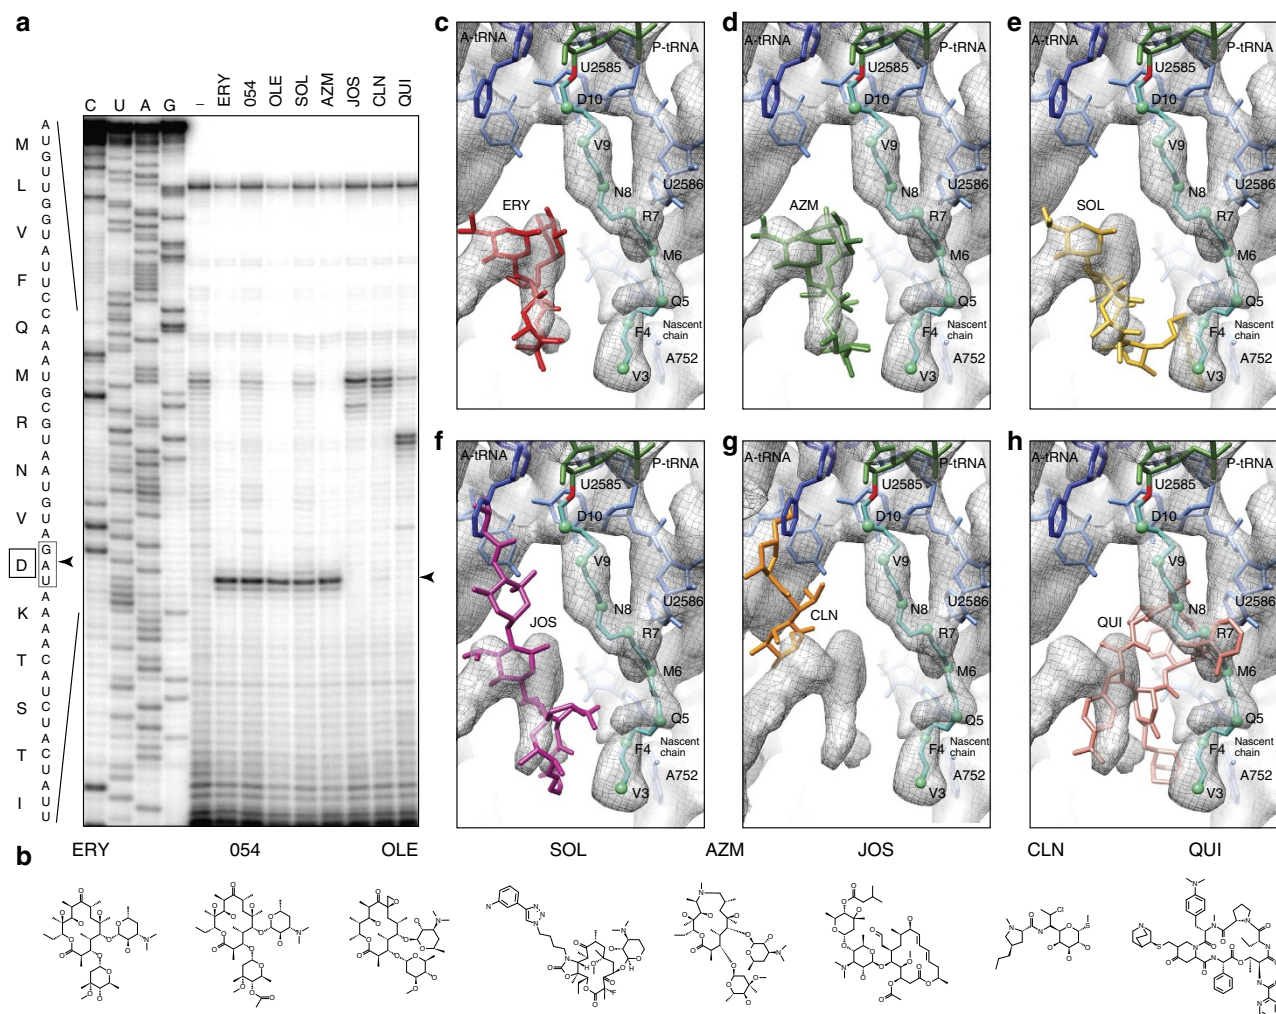 a
C U A G – ERY 054 OLE SOL AZM JOS CLN QUI
M
L
V
F
Q
M
R
N
V
D
K
T
S
T
I
A
U
G
U
U
G
G
U
A
U
U
C
C
A
A
A
U
G
C
G
U
A
A
U
G
U
A
G
A
U
A
A
A
A
C
A
U
C
U
A
C
U
A
U
U
c
A-tRNA
P-tRNA
U2585
D10
V9
N8
U2586
ERY
R7
M6
Q5
F4
Nascent
chain
A752
V3
d
A-tRNA
P-tRNA
U2585
D10
V9
N8
U2586
AZM
R7
M6
Q5
F4
Nascent
chain
A752
V3
e
A-tRNA
P-tRNA
U2585
D10
V9
N8
U2586
SOL
R7
M6
Q5
F4
Nascent
chain
A752
V3
f
A-tRNA
P-tRNA
U2585
D10
V9
N8
U2586
JOS
R7
M6
Q5
F4
Nascent
chain
A752
V3
g
A-tRNA
P-tRNA
U2585
D10
V9
N8
U2586
CLN
R7
M6
Q5
F4
Nascent
chain
A752
V3
h
A-tRNA
P-tRNA
U2585
D10
V9
N8
U2586
QUI
R7
M6
Q5
F4
Nascent
chain
A752
V3
b
ERY 054 OLE SOL AZM JOS CLN QUI